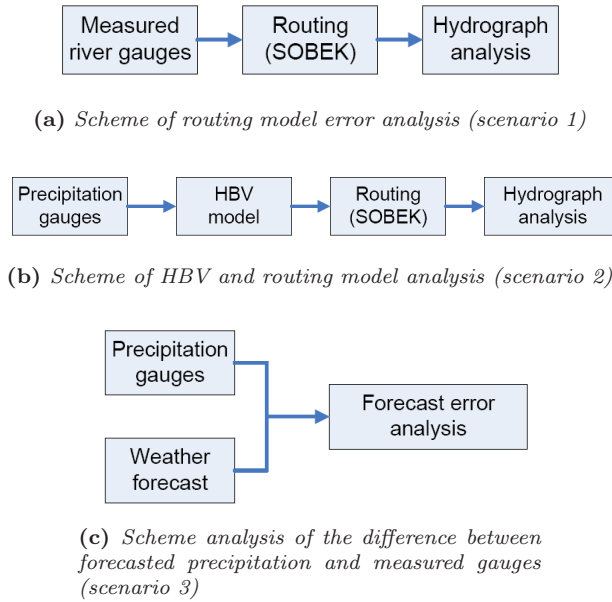 Measured river gauges
Routing (SOBEK)
Hydrograph analysis
(a) Scheme of routing model error analysis (scenario 1)
Precipitation gauges
HBV model
Routing (SOBEK)
Hydrograph analysis
(b) Scheme of HBV and routing model analysis (scenario 2)
Precipitation gauges
Weather forecast
Forecast error analysis
(c) Scheme analysis of the difference between
forecasted precipitation and measured gauges
(scenario 3)